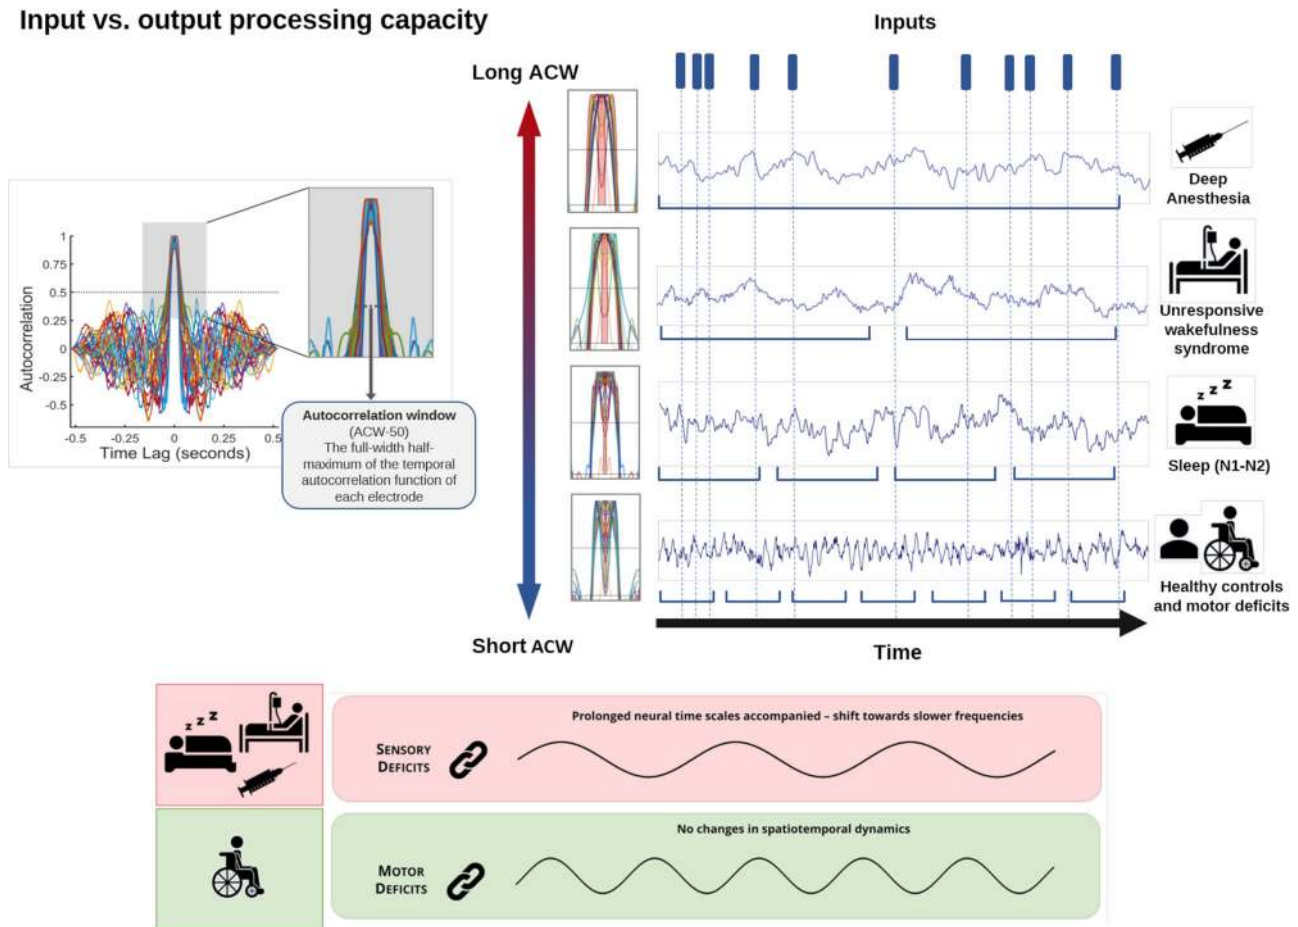 Input vs. output processing capacity
Inputs
Long ACW
Deep
Anesthesia
Unresponsive
wakefulness
syndrome
z z z
Sleep (N1-N2)
Healthy controls
and motor deficits
Short ACW
Time
1
0.75
0.5
0.25
0
-0.25
-0.5
Autocorrelation
-0.5 -0.25 0 0.25 0.5
Time Lag (seconds)
Autocorrelation window
(ACW-50)
The full-width half-
maximum of the temporal
autocorrelation function of
each electrode
z z z
Prolonged neural time scales accompanied – shift towards slower frequencies
SENSORY
DEFICITS
No changes in spatiotemporal dynamics
MOTOR
DEFICITS